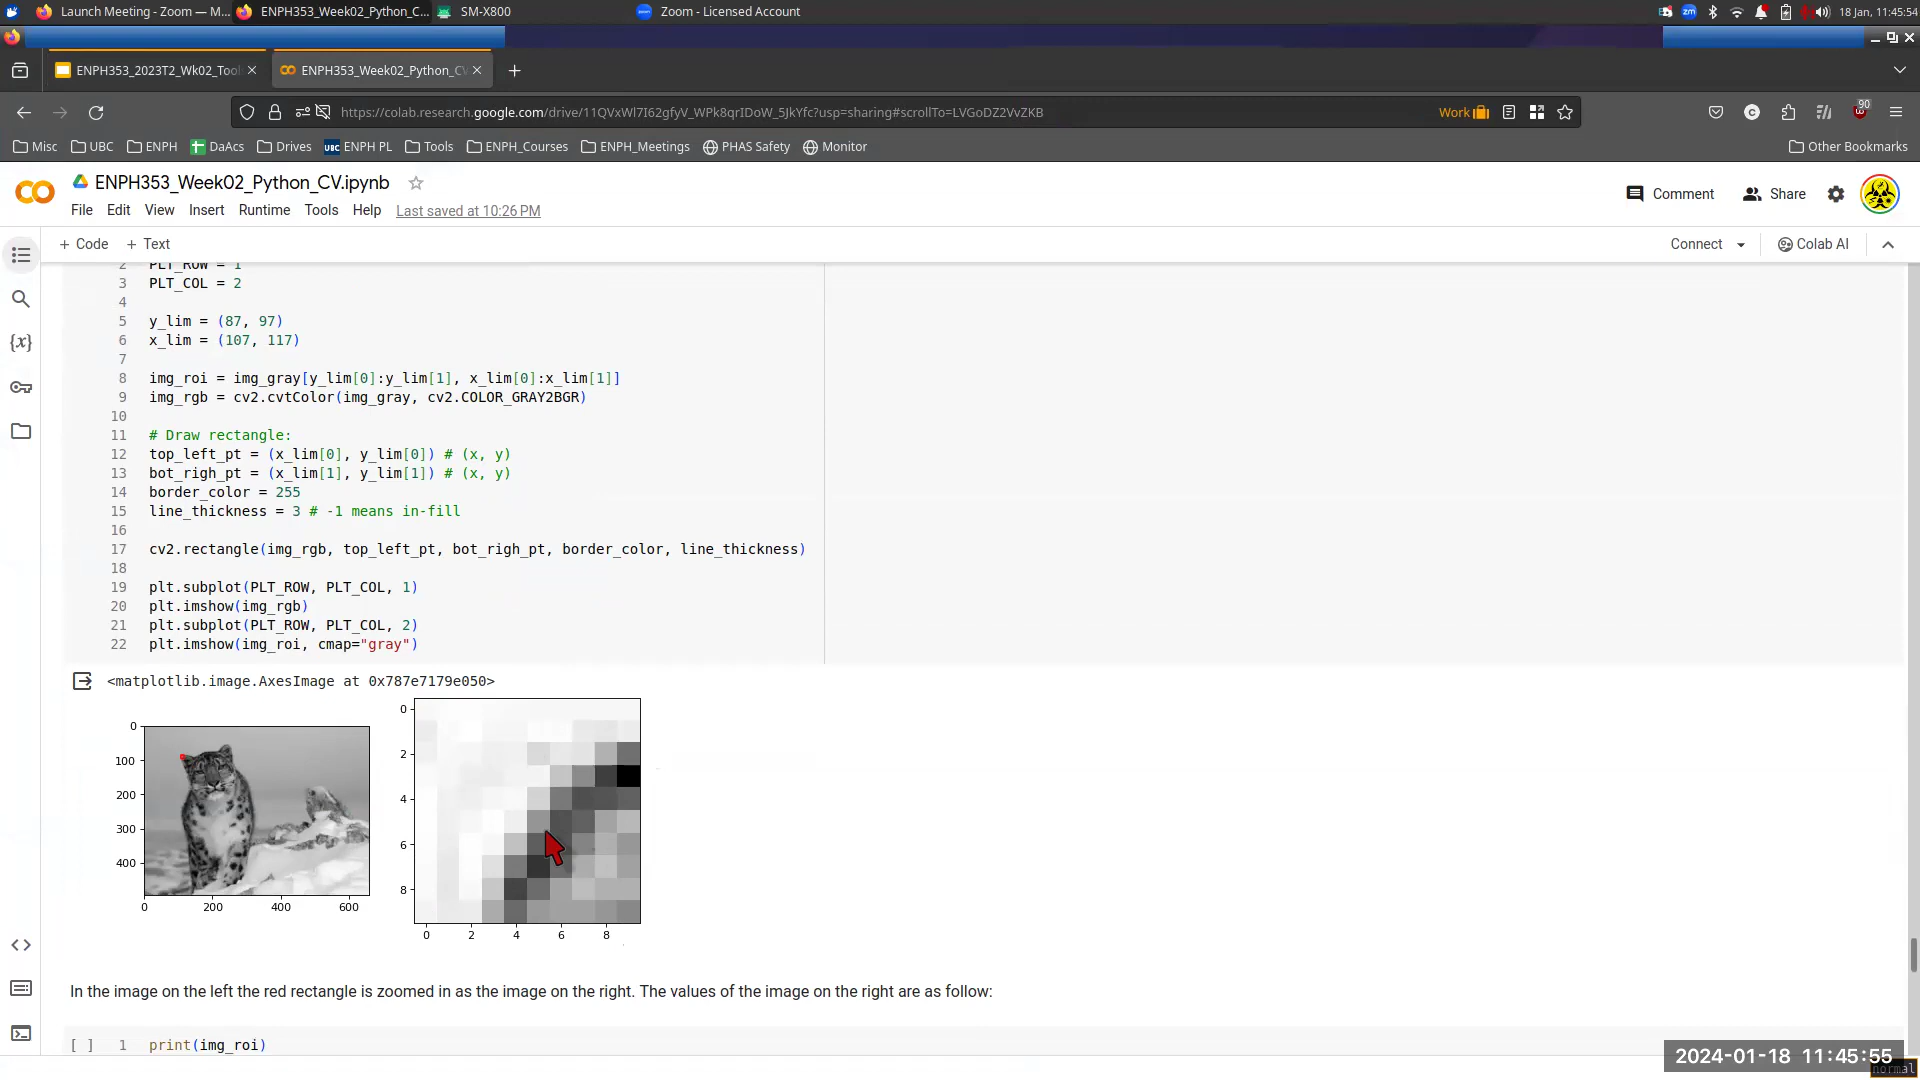 Launch Meeting - Zoom — M... ENPH353_Week02_Python_C... SM-X800 Zoom - Licensed Account 18 Jan, 11:45:54
ENPH353_2023T2_Wk02_Tool ENPH353_Week02_Python_CV
https://colab.research.google.com/drive/11QVxWl7I62gfyV_WPk8qrIDoW_5JkYfc?usp=sharing#scrollTo=LVGoDZ2VvZKB Work 90
Misc UBC ENPH DaAcs Drives UBC ENPH PL Tools ENPH_Courses ENPH_Meetings PHAS Safety Monitor Other Bookmarks
ENPH353_Week02_Python_CV.ipynb
Comment Share
File Edit View Insert Runtime Tools Help Last saved at 10:26 PM
+ Code + Text Connect Colab AI
2 PLT_ROW = 1
3 PLT_COL = 2
4
5 y_lim = (87, 97)
6 x_lim = (107, 117)
7
8 img_roi = img_gray[y_lim[0]:y_lim[1], x_lim[0]:x_lim[1]]
9 img_rgb = cv2.cvtColor(img_gray, cv2.COLOR_GRAY2BGR)
10
11 # Draw rectangle:
12 top_left_pt = (x_lim[0], y_lim[0]) # (x, y)
13 bot_righ_pt = (x_lim[1], y_lim[1]) # (x, y)
14 border_color = 255
15 line_thickness = 3 # -1 means in-fill
16
17 cv2.rectangle(img_rgb, top_left_pt, bot_righ_pt, border_color, line_thickness)
18
19 plt.subplot(PLT_ROW, PLT_COL, 1)
20 plt.imshow(img_rgb)
21 plt.subplot(PLT_ROW, PLT_COL, 2)
22 plt.imshow(img_roi, cmap="gray")
<matplotlib.image.AxesImage at 0x787e7179e050>
0
100
200
300
400
0 200 400 600
0
2
4
6
8
0 2 4 6 8
In the image on the left the red rectangle is zoomed in as the image on the right. The values of the image on the right are as follow:
[ ] 1 print(img_roi)
2024-01-18 11:45:55
normal